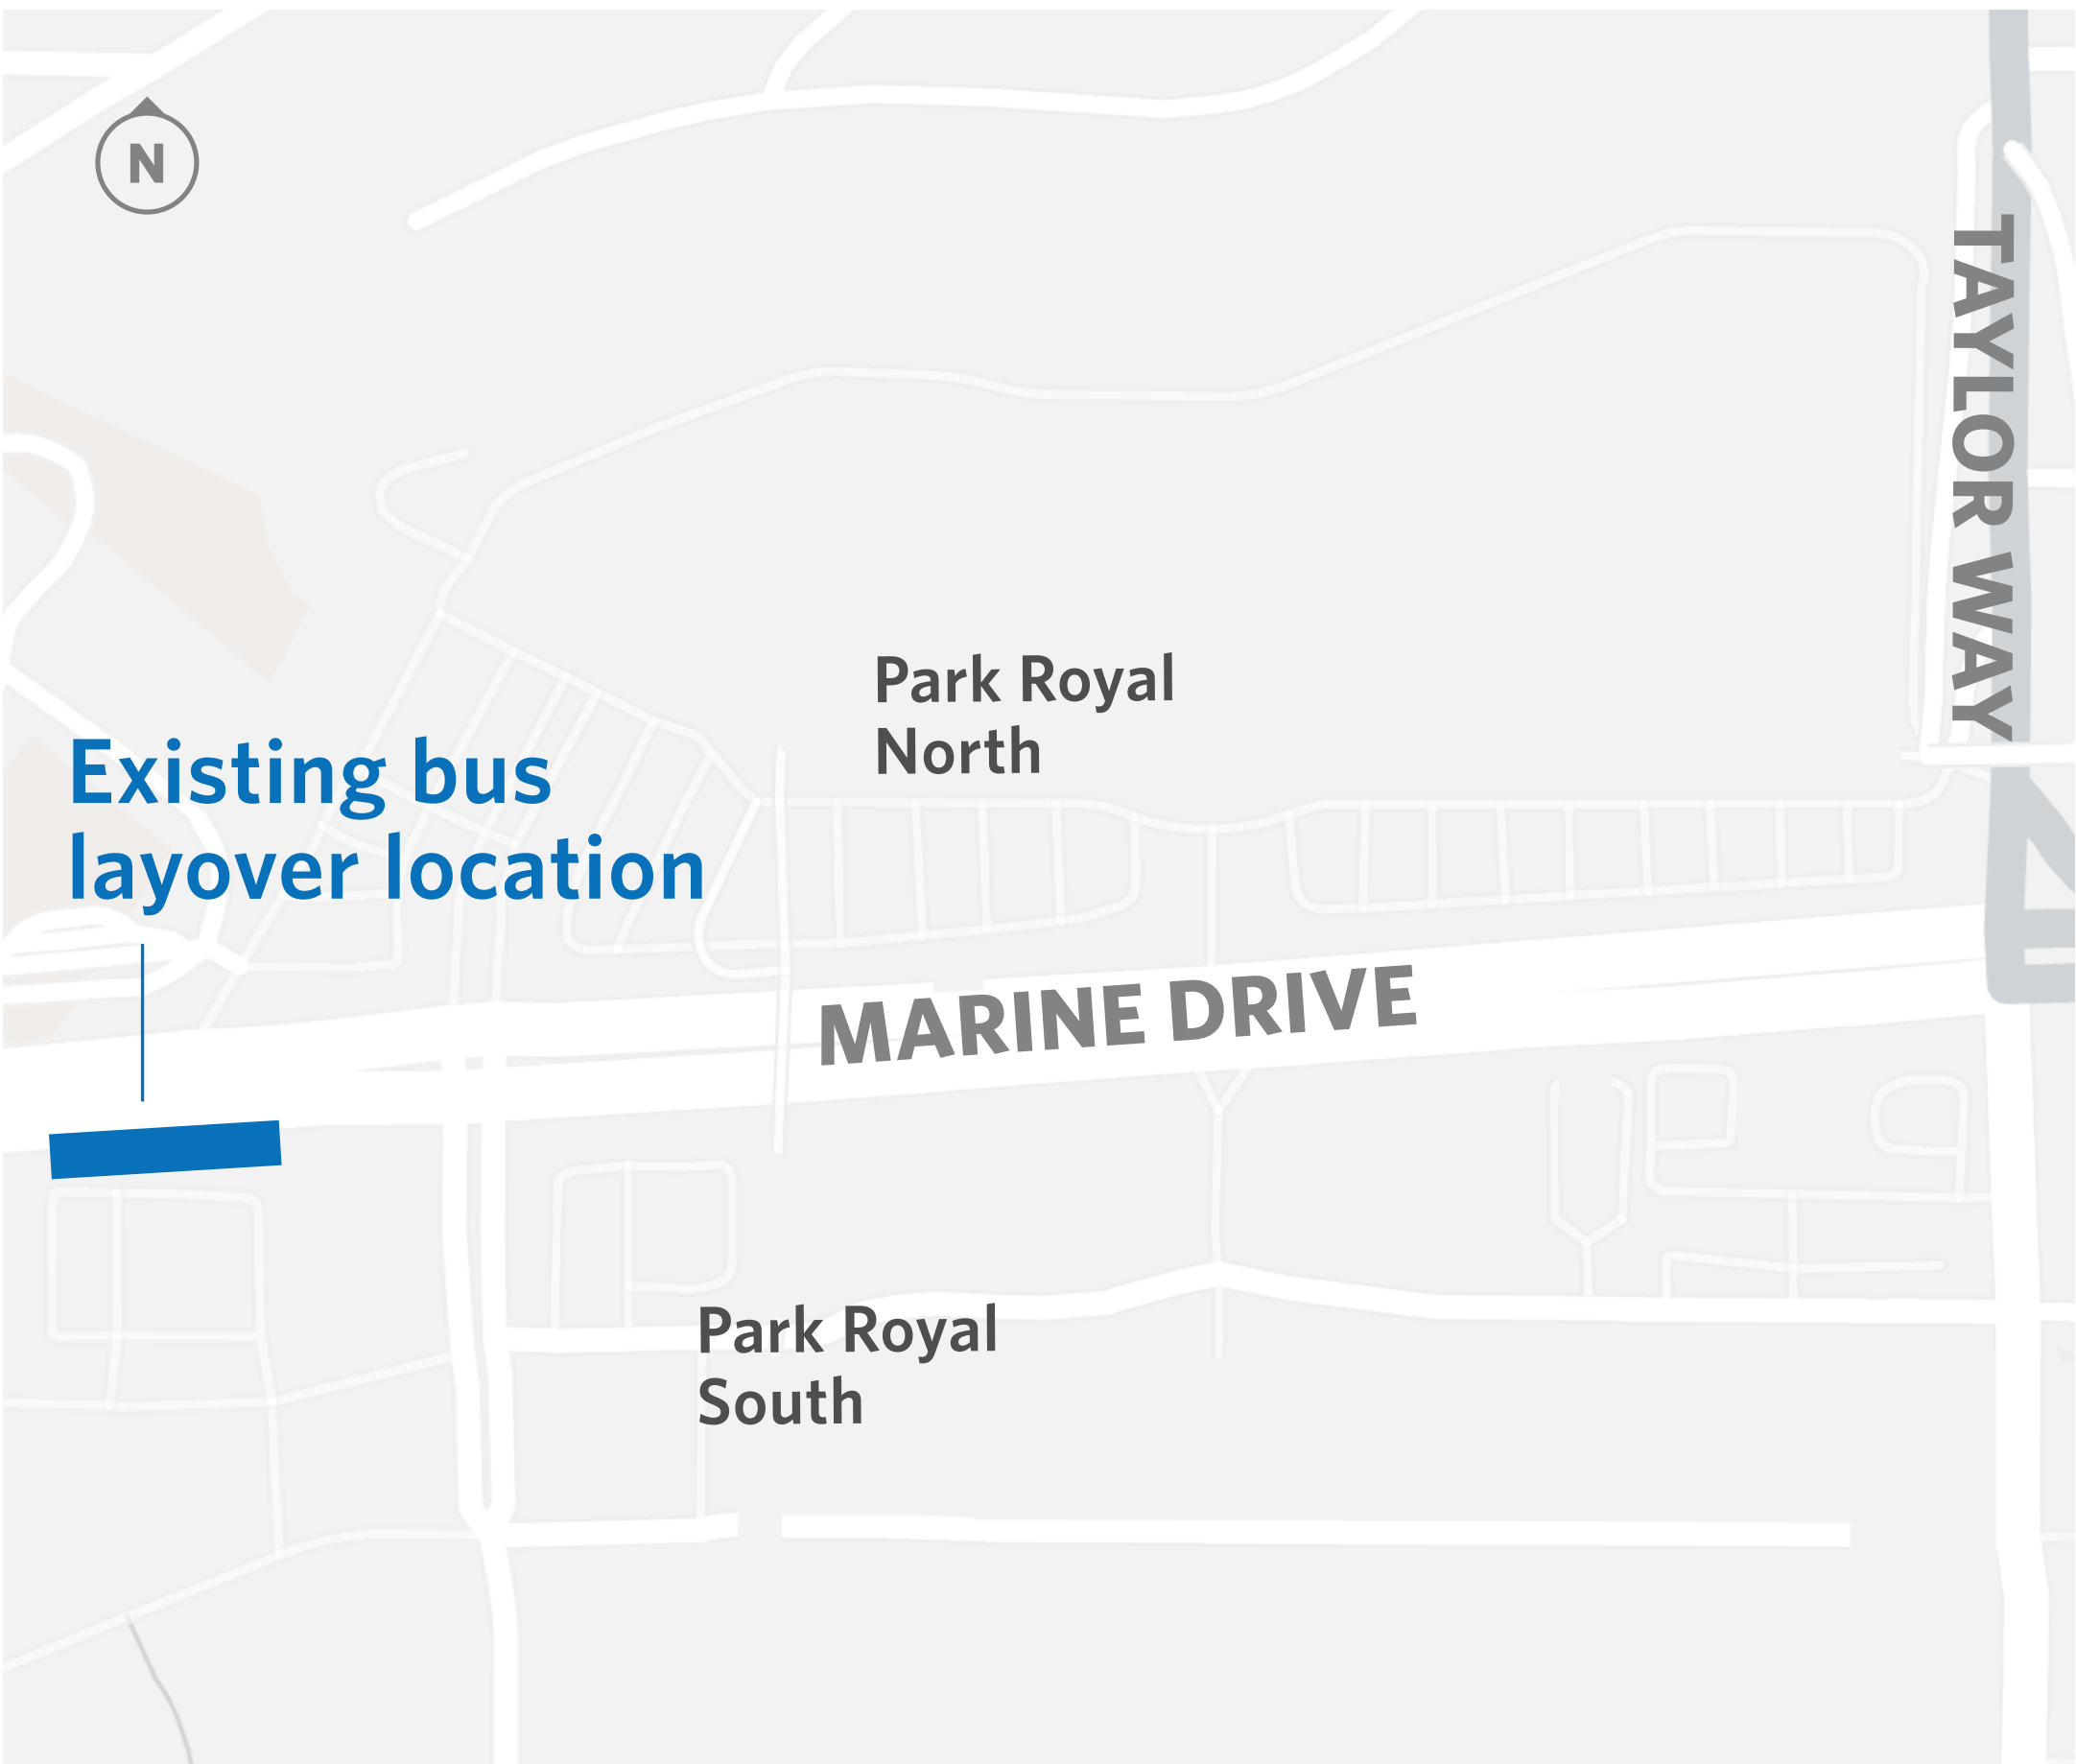 N
TAYLOR WAY
Park Royal
North
Existing bus
layover location
MARINE DRIVE
Park Royal
South